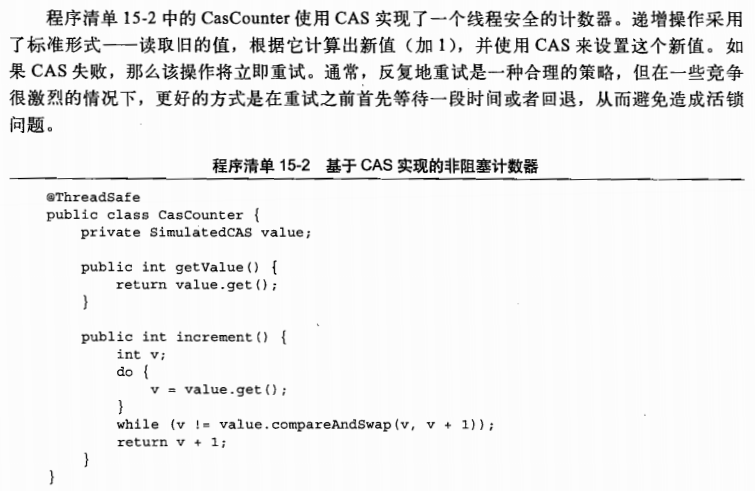 程序清单 15-2 中的 CasCounter 使用 CAS 实现了一个线程安全的计数器。递增操作采用
了标准形式——读取旧的值，根据它计算出新值（加 1），并使用 CAS 来设置这个新值。如
果 CAS 失败，那么该操作将立即重试。通常，反复地重试是一种合理的策略，但在一些竞争
很激烈的情况下，更好的方式是在重试之前首先等待一段时间或者回退，从而避免造成活锁
问题。
程序清单 15-2 基于 CAS 实现的非阻塞计数器
@ThreadSafe
public class CasCounter {
    private SimulatedCAS value;
    public int getValue() {
        return value.get();
    }
    public int increment() {
        int v;
        do {
            v = value.get();
        }
        while (v != value.compareAndSwap(v, v + 1));
        return v + 1;
    }
}